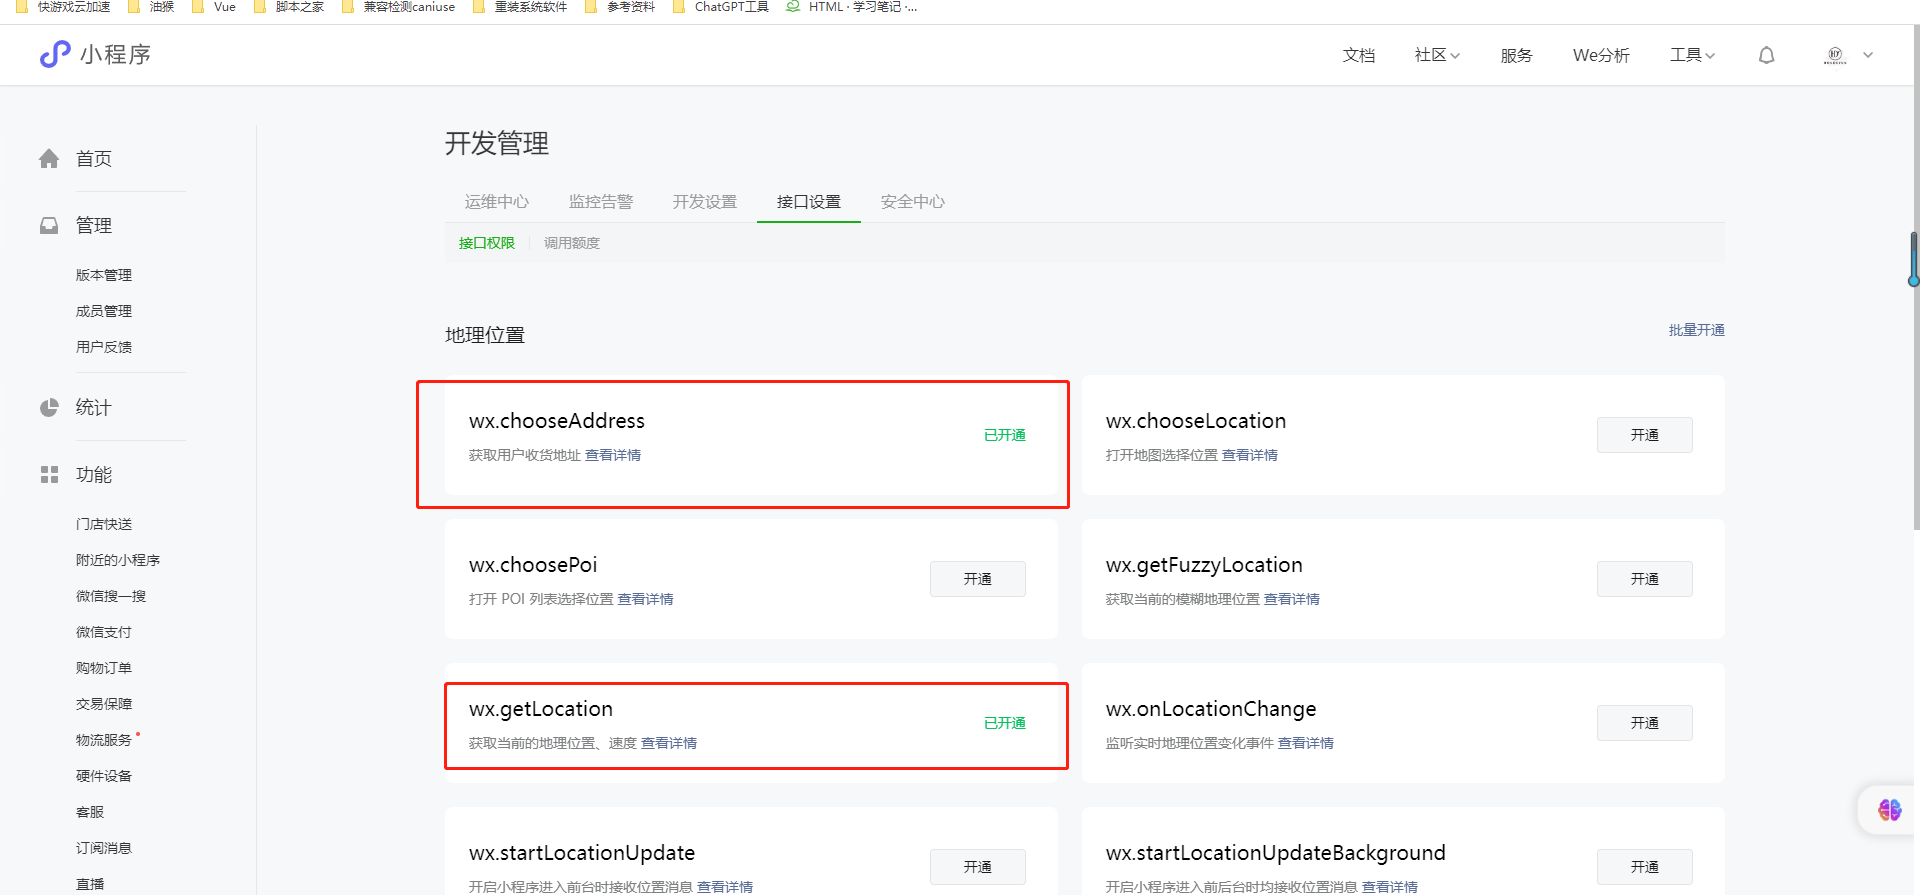 快游戏云加速 油猴 Vue 脚本之家 兼容检测caniuse 重装系统软件 参考资料 ChatGPT工具 HTML · 学习笔记 ·...
小程序 文档 社区 服务 We分析 工具
首页
管理
版本管理
成员管理
用户反馈
统计
功能
门店快送
附近的小程序
微信搜一搜
微信支付
购物订单
交易保障
物流服务
硬件设备
客服
订阅消息
直播
开发管理
运维中心 监控告警 开发设置 接口设置 安全中心
接口权限 调用额度
地理位置 批量开通
wx.chooseAddress
获取用户收货地址 查看详情
已开通
wx.chooseLocation
打开地图选择位置 查看详情
开通
wx.choosePoi
打开 POI 列表选择位置 查看详情
开通
wx.getFuzzyLocation
获取当前的模糊地理位置 查看详情
开通
wx.getLocation
获取当前的地理位置、速度 查看详情
已开通
wx.onLocationChange
监听实时地理位置变化事件 查看详情
开通
wx.startLocationUpdate
开启小程序进入前台时接收位置消息 查看详情
开通
wx.startLocationUpdateBackground
开启小程序进入前后台时均接收位置消息 查看详情
开通